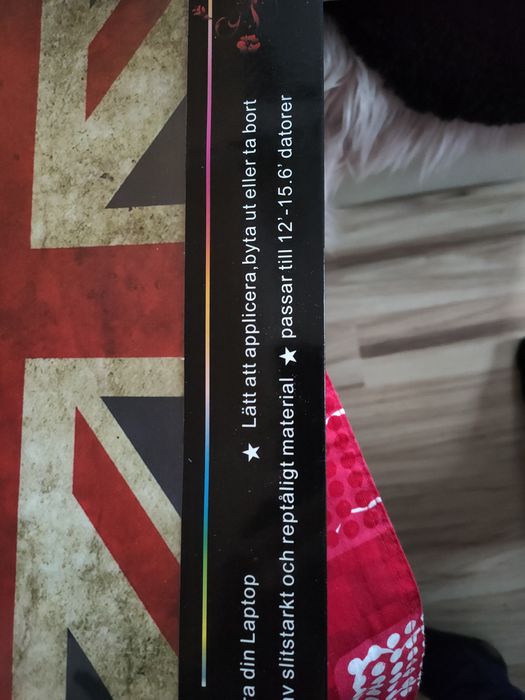 din Laptop ★ Lätt att applicera,byta ut eller ta bort
slitstarkt och reptåligt material ★ passar till 12'-15.6' datorer